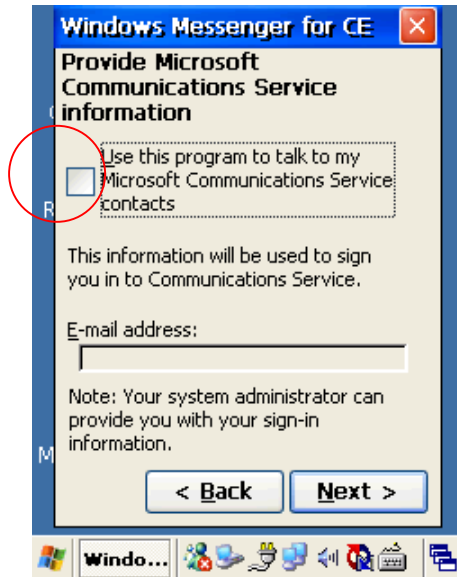 Windows Messenger for CE
Provide Microsoft
Communications Service
information
Use this program to talk to my
Microsoft Communications Service
contacts
R
This information will be used to sign
you in to Communications Service.
E-mail address:
Note: Your system administrator can
provide you with your sign-in
information.
M
< Back
Next >
Windo...